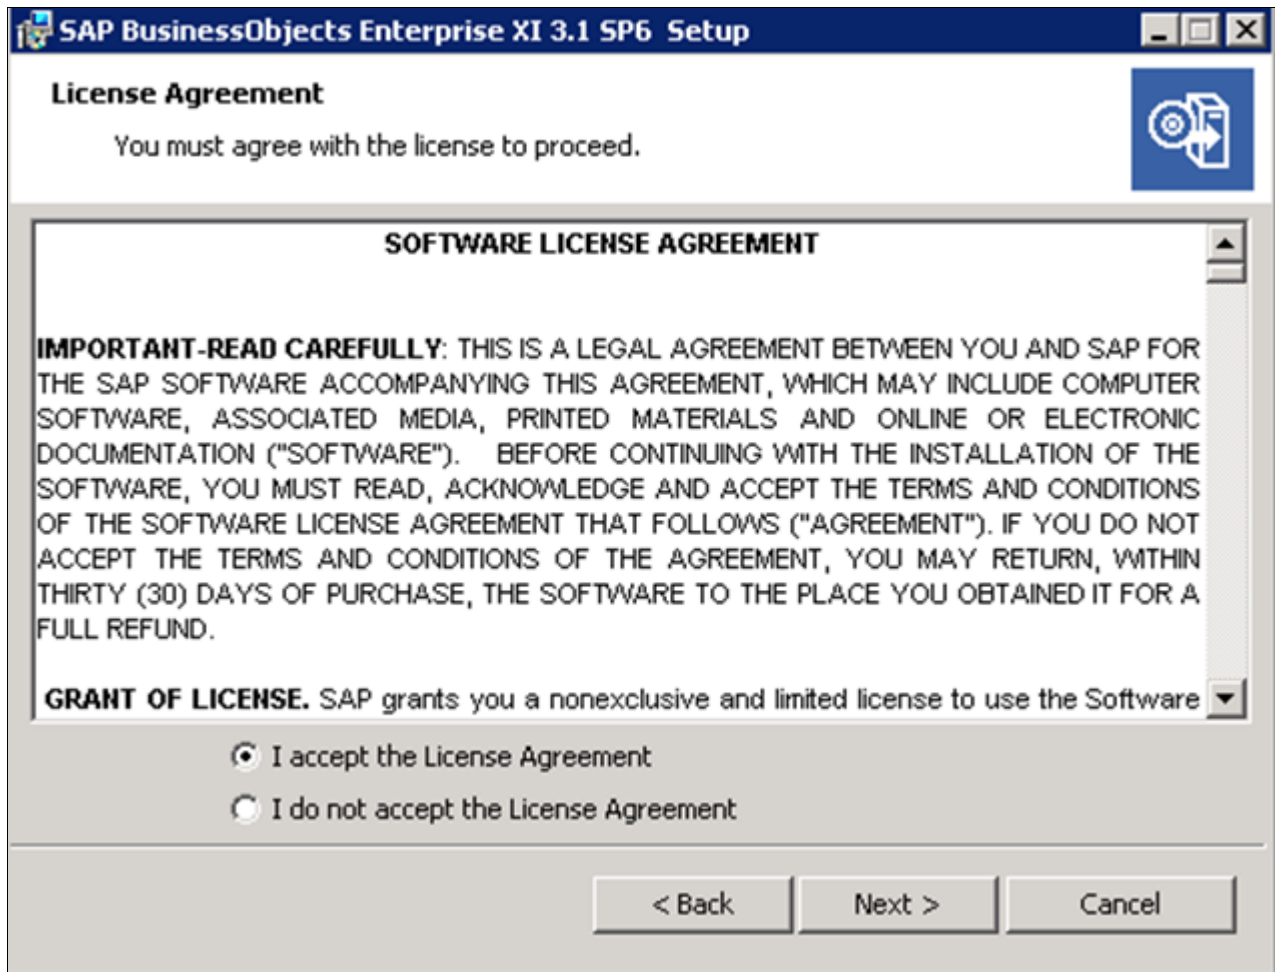 SAP BusinessObjects Enterprise XI 3.1 SP6 Setup
License Agreement
You must agree with the license to proceed.
SOFTWARE LICENSE AGREEMENT
IMPORTANT-READ CAREFULLY: THIS IS A LEGAL AGREEMENT BETWEEN YOU AND SAP FOR
THE SAP SOFTWARE ACCOMPANYING THIS AGREEMENT, WHICH MAY INCLUDE COMPUTER
SOFTWARE, ASSOCIATED MEDIA, PRINTED MATERIALS AND ONLINE OR ELECTRONIC
DOCUMENTATION ("SOFTWARE"). BEFORE CONTINUING WITH THE INSTALLATION OF THE
SOFTWARE, YOU MUST READ, ACKNOWLEDGE AND ACCEPT THE TERMS AND CONDITIONS
OF THE SOFTWARE LICENSE AGREEMENT THAT FOLLOWS ("AGREEMENT"). IF YOU DO NOT
ACCEPT THE TERMS AND CONDITIONS OF THE AGREEMENT, YOU MAY RETURN, WITHIN
THIRTY (30) DAYS OF PURCHASE, THE SOFTWARE TO THE PLACE YOU OBTAINED IT FOR A
FULL REFUND.
GRANT OF LICENSE. SAP grants you a nonexclusive and limited license to use the Software
I accept the License Agreement
I do not accept the License Agreement
< Back
Next >
Cancel